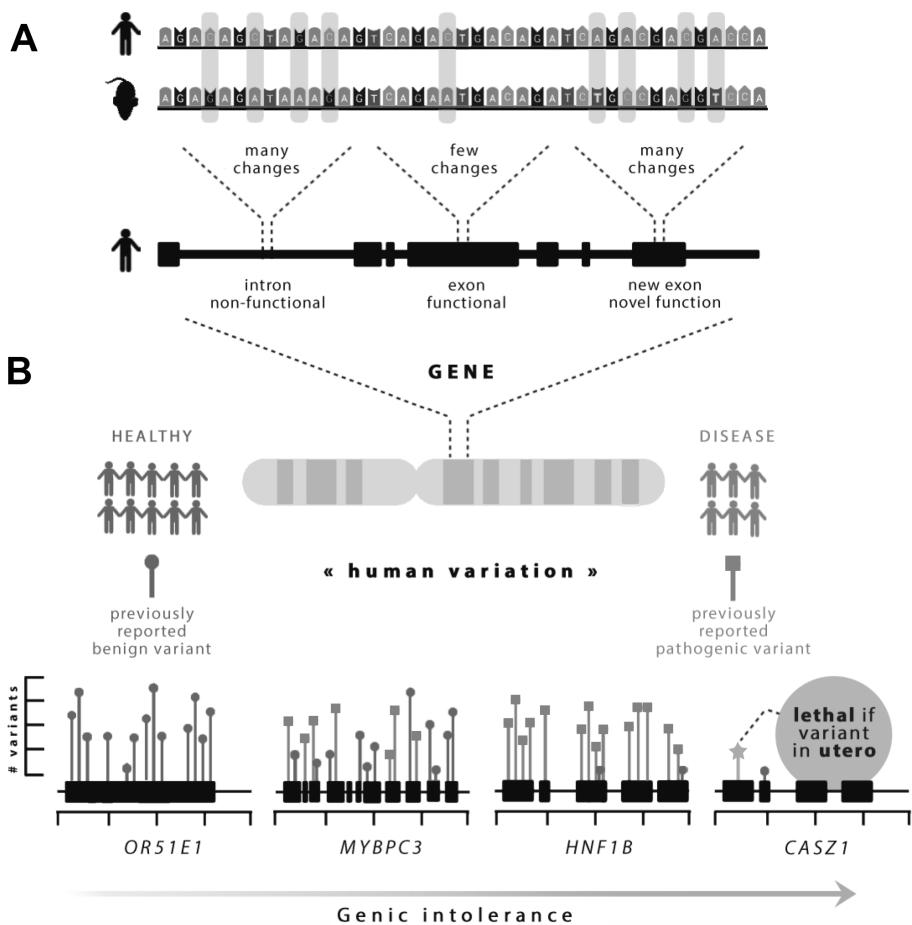 A
AGACAGCTAGACAGTCAGACTGACAGATCAGACGACGACCA
AGAGAGATAAAGAGTCAGAATGACAGATCTGACGAGGTCCA
many
changes
few
changes
many
changes
intron
non-functional
exon
functional
new exon
novel function
B
GENE
HEALTHY
DISEASE
« human variation »
previously
reported
benign variant
previously
reported
pathogenic variant
# variants
lethal if
variant
in utero
OR51E1
MYBPC3
HNF1B
CASZ1
Genic intolerance